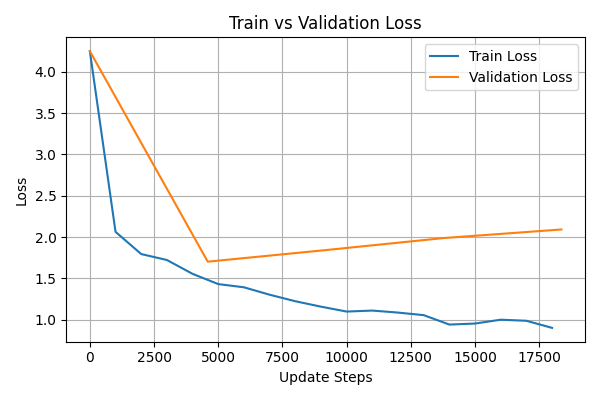 Train vs Validation Loss
Train Loss
Validation Loss
4.0
3.5
3.0
2.5
2.0
1.5
1.0
Loss
0 2500 5000 7500 10000 12500 15000 17500
Update Steps